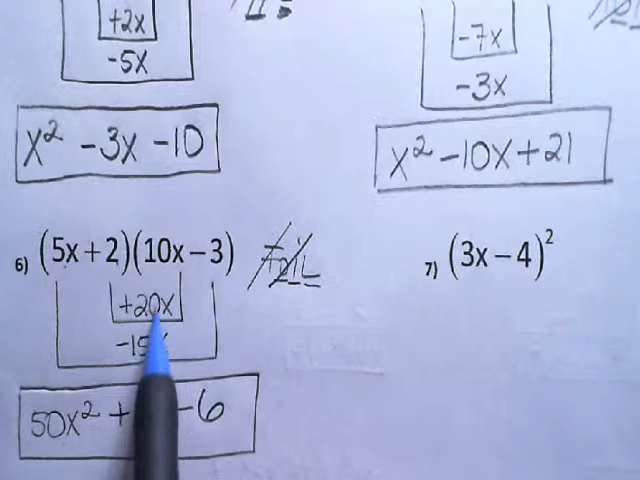 +2x
-5x
x² -3x -10
-7x
-3x
x² -10x +21
6) (5x + 2)(10x − 3) FOIL
+20x
-15
50x² + -6
7) (3x − 4)²